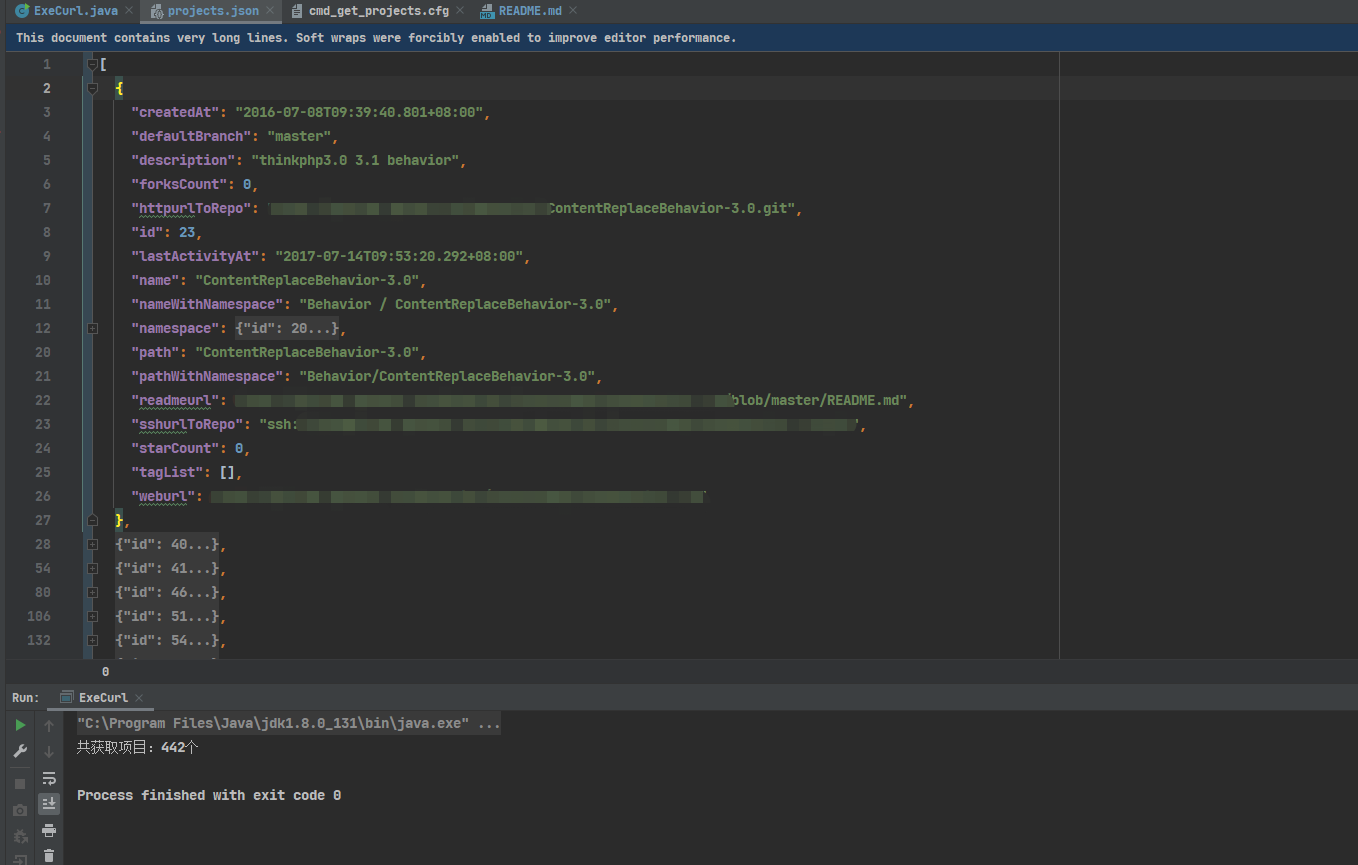 ExeCurl.java projects.json cmd_get_projects.cfg README.md
This document contains very long lines. Soft wraps were forcibly enabled to improve editor performance.
1 [
2 {
3 "createdAt": "2016-07-08T09:39:40.801+08:00",
4 "defaultBranch": "master",
5 "description": "thinkphp3.0 3.1 behavior",
6 "forksCount": 0,
7 "httpurlToRepo": ContentReplaceBehavior-3.0.git",
8 "id": 23,
9 "lastActivityAt": "2017-07-14T09:53:20.292+08:00",
10 "name": "ContentReplaceBehavior-3.0",
11 "nameWithNamespace": "Behavior / ContentReplaceBehavior-3.0",
12 "namespace": {"id": 20...},
20 "path": "ContentReplaceBehavior-3.0",
21 "pathWithNamespace": "Behavior/ContentReplaceBehavior-3.0",
22 "readmeurl": blob/master/README.md",
23 "sshurlToRepo": "ssh: ",
24 "starCount": 0,
25 "tagList": [],
26 "weburl":
27 },
28 {"id": 40...},
54 {"id": 41...},
80 {"id": 46...},
106 {"id": 51...},
132 {"id": 54...},
0
Run: ExeCurl
"C:\Program Files\Java\jdk1.8.0_131\bin\java.exe" ...
共获取项目：442个
Process finished with exit code 0